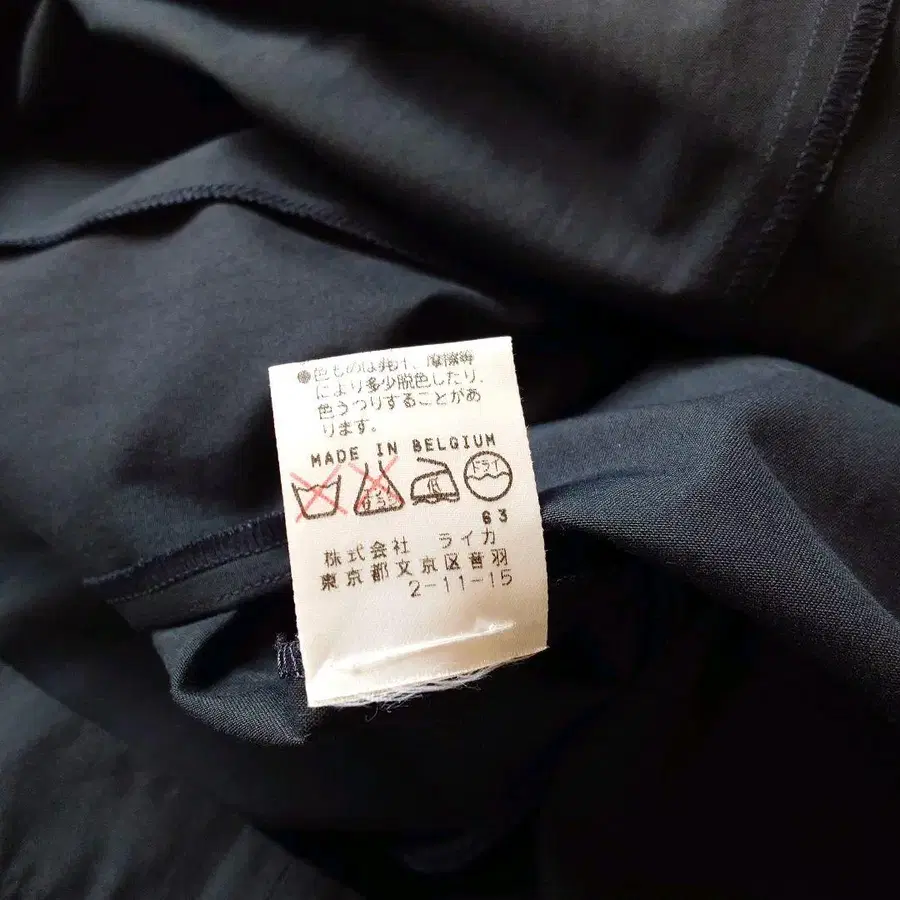 ●色ものは発汗、摩擦等
により多少脱色したり、
色うつりすることがあ
ります。
MADE IN BELGIUM
低 ドライ
63
株式会社 ライカ
東京都文京区音羽
2-11-15